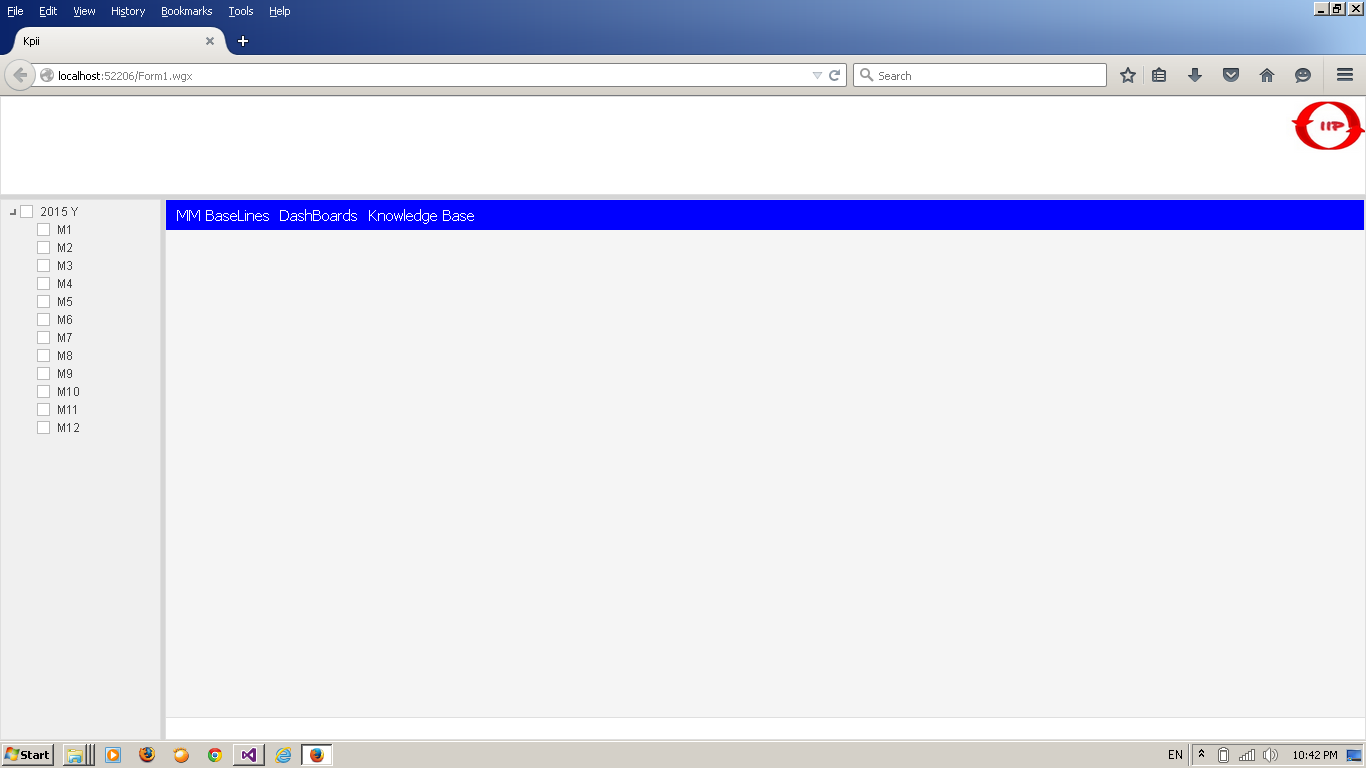 File Edit View History Bookmarks Tools Help
Kpii
localhost:52206/Form1.wgx
Search
IIP
2015 Y
MM BaseLines DashBoards Knowledge Base
M1
M2
M3
M4
M5
M6
M7
M8
M9
M10
M11
M12
Start
EN
10:42 PM